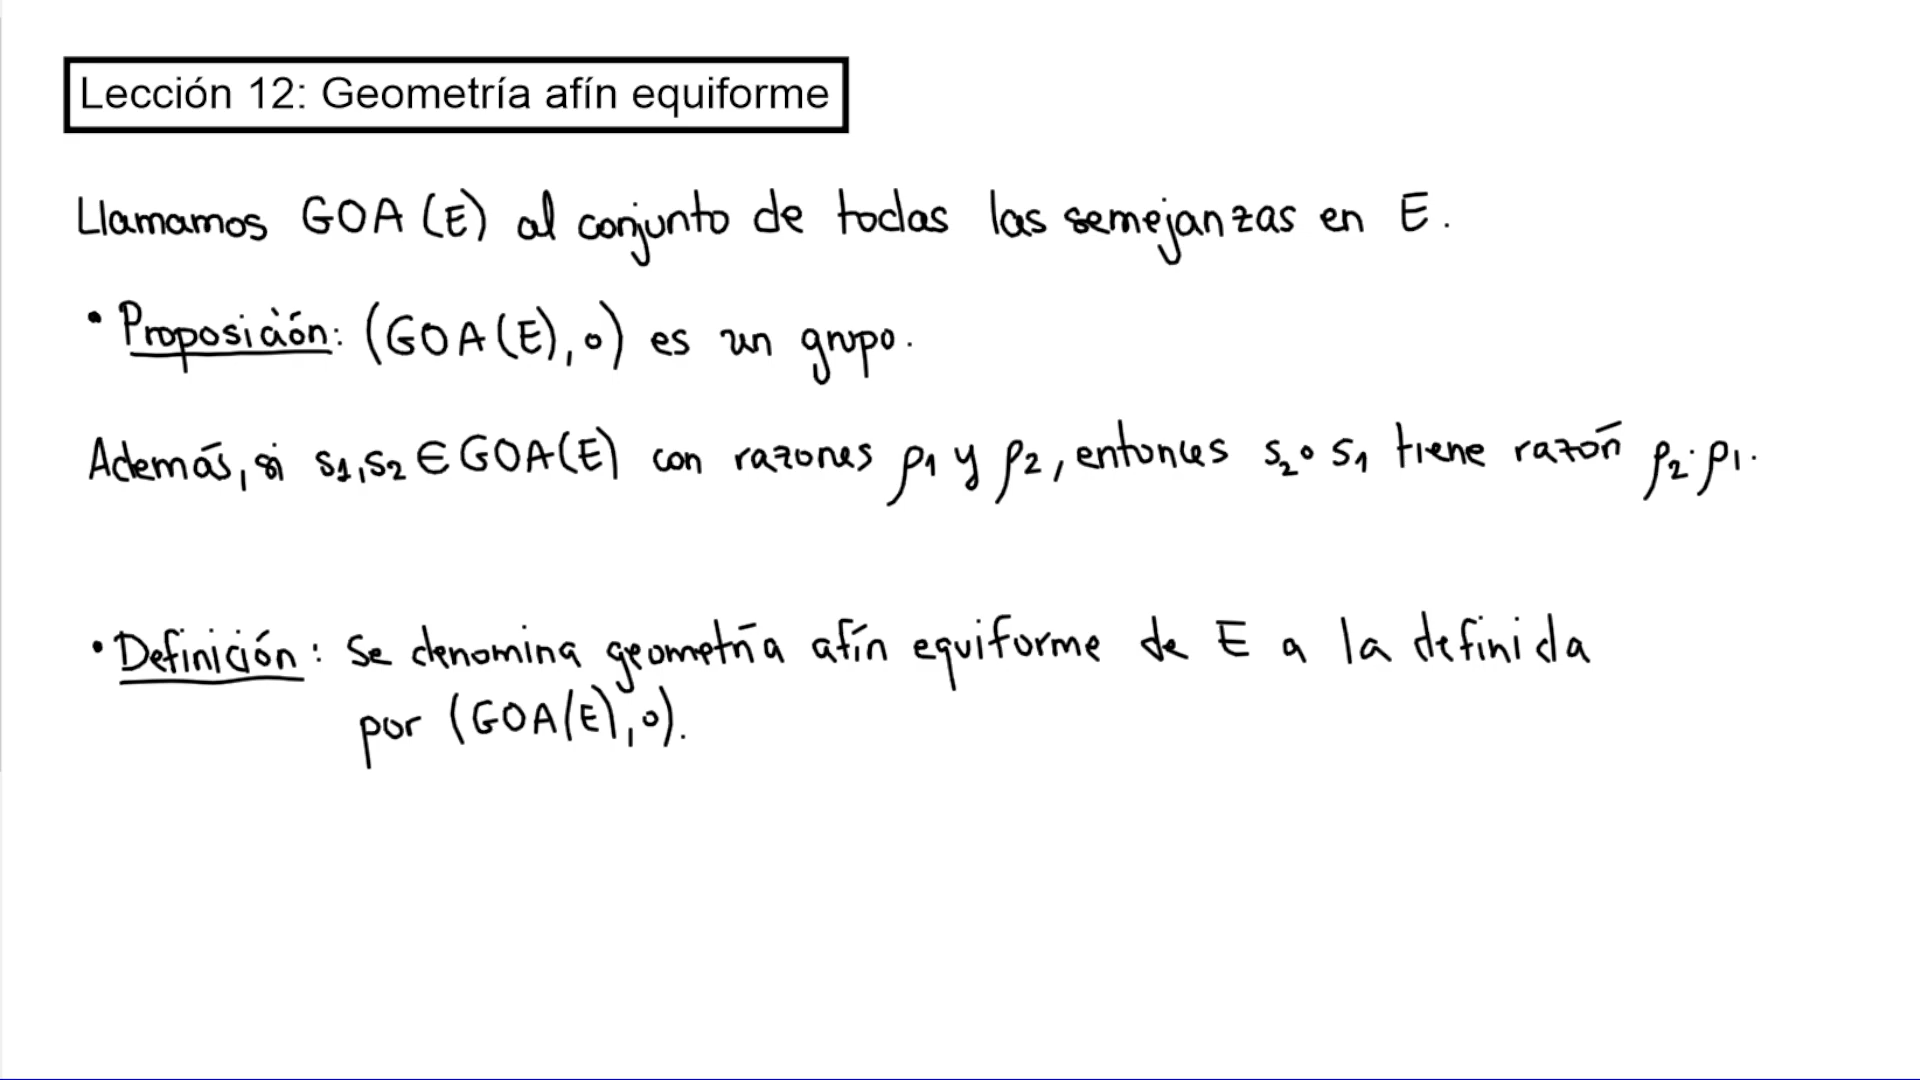 Lección 12: Geometría afín equiforme
Llamamos GOA(E) al conjunto de todas las semejanzas en E.
• Proposición: (GOA(E),∘) es un grupo.
Además, si s₁,s₂ ∈ GOA(E) con razones ρ₁ y ρ₂, entonces s₂∘s₁ tiene razón ρ₂·ρ₁.
• Definición: Se denomina geometría afín equiforme de E a la definida
por (GOA(E),∘).